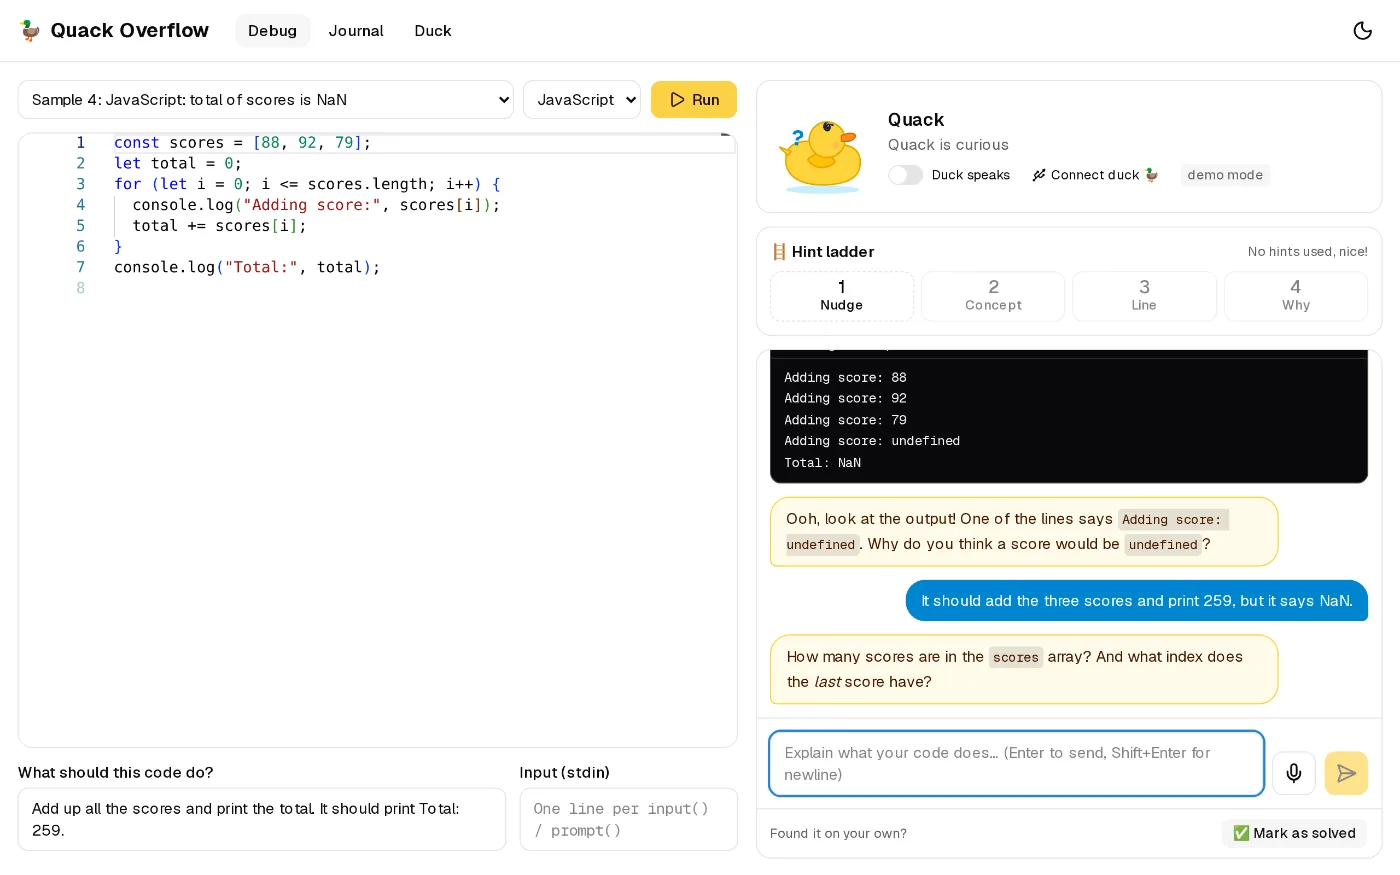 Quack Overflow
Debug
Journal
Duck
Sample 4: JavaScript: total of scores is NaN
JavaScript
Run
1 const scores = [88, 92, 79];
2 let total = 0;
3 for (let i = 0; i <= scores.length; i++) {
4 console.log("Adding score:", scores[i]);
5 total += scores[i];
6 }
7 console.log("Total:", total);
8
What should this code do?
Add up all the scores and print the total. It should print Total:
259.
Input (stdin)
One line per input()
/ prompt()
Quack
Quack is curious
Duck speaks
Connect duck
demo mode
Hint ladder
No hints used, nice!
1
Nudge
2
Concept
3
Line
4
Why
Adding score: 88
Adding score: 92
Adding score: 79
Adding score: undefined
Total: NaN
Ooh, look at the output! One of the lines says Adding score:
undefined. Why do you think a score would be undefined?
It should add the three scores and print 259, but it says NaN.
How many scores are in the scores array? And what index does
the last score have?
Explain what your code does... (Enter to send, Shift+Enter for
newline)
Found it on your own?
Mark as solved